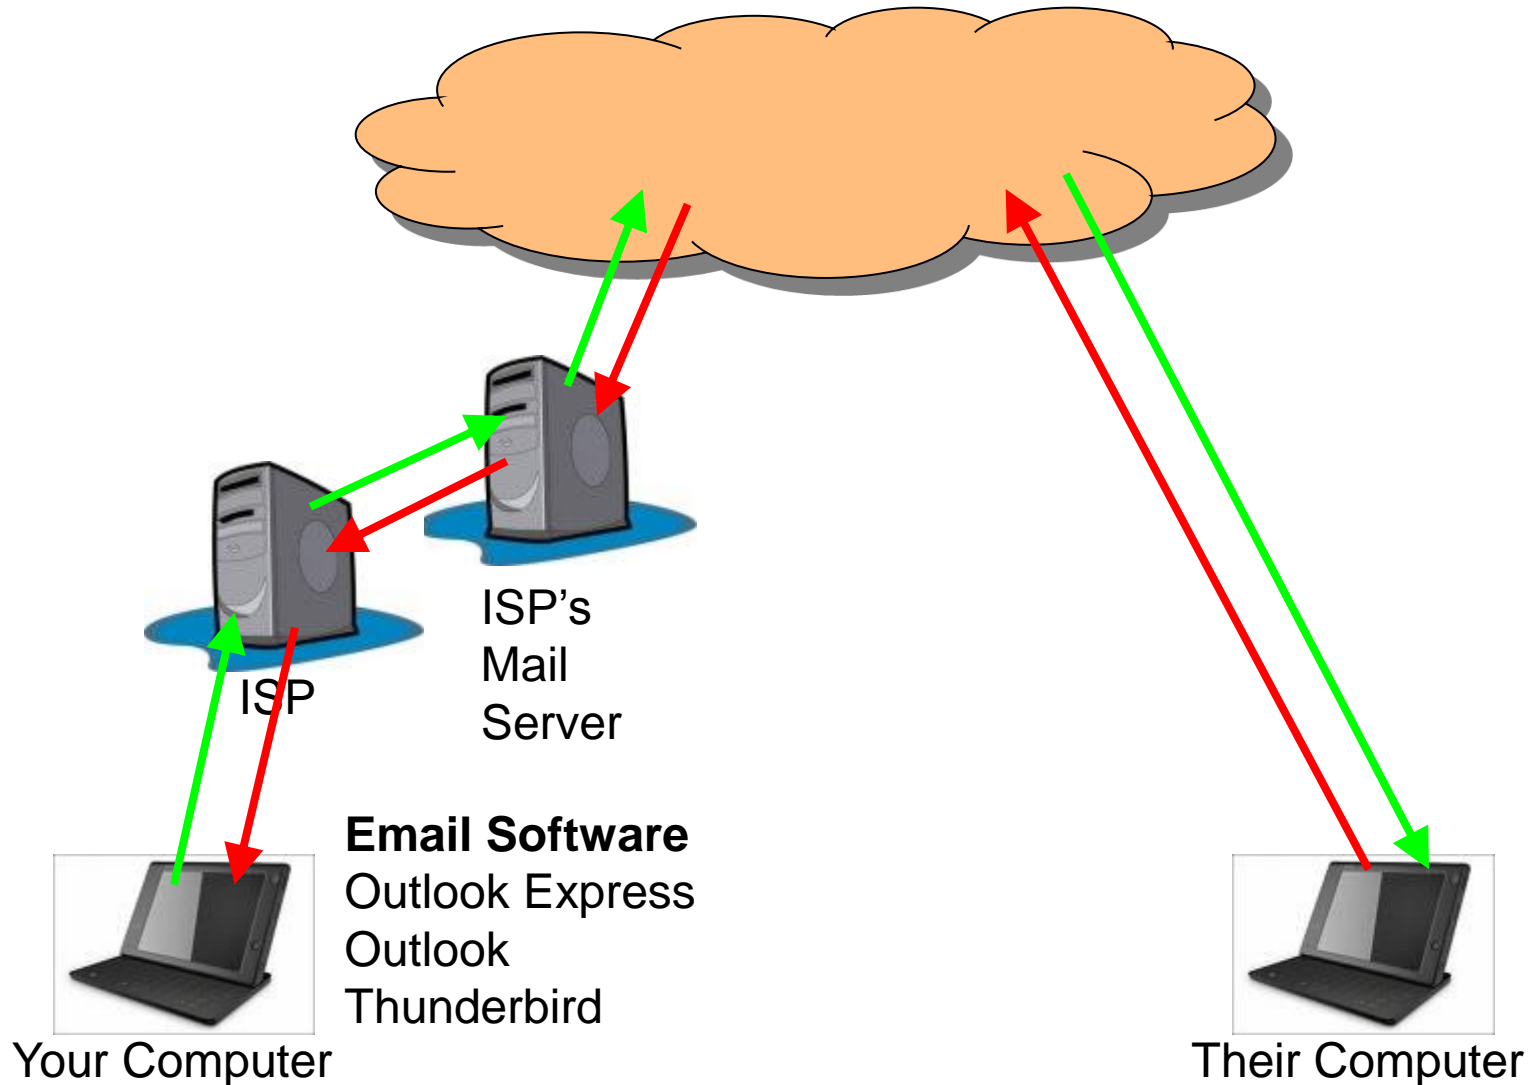 ISP’s
Mail
Server
ISP
Email Software
Outlook Express
Outlook
Thunderbird
Your Computer
Their Computer